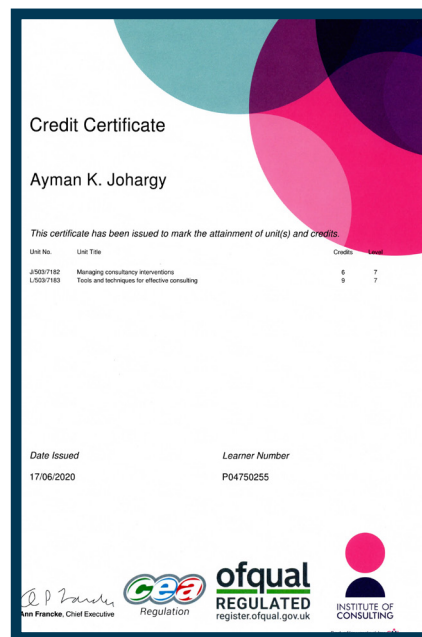 Credit Certificate
Ayman K. Johargy
This certificate has been issued to mark the attainment of unit(s) and credits.
Unit No. Unit Title Credits Level
J/503/7182 Managing consultancy interventions 6 7
L/503/7183 Tools and techniques for effective consulting 9 7
Date Issued Learner Number
17/06/2020 P04750255
cea
Regulation
ofqual
REGULATED
register.ofqual.gov.uk
INSTITUTE OF
CONSULTING
Ann Francke, Chief Executive